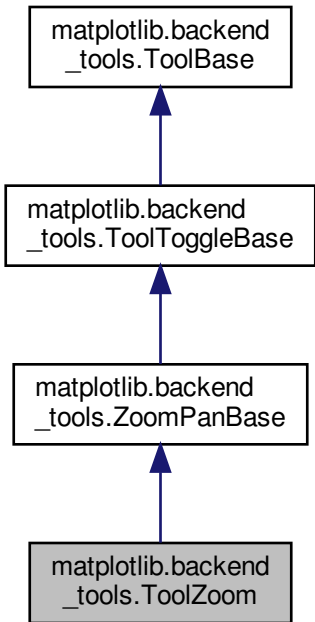 matplotlib.backend
_tools.ToolBase
matplotlib.backend
_tools.ToolToggleBase
matplotlib.backend
_tools.ZoomPanBase
matplotlib.backend
_tools.ToolZoom